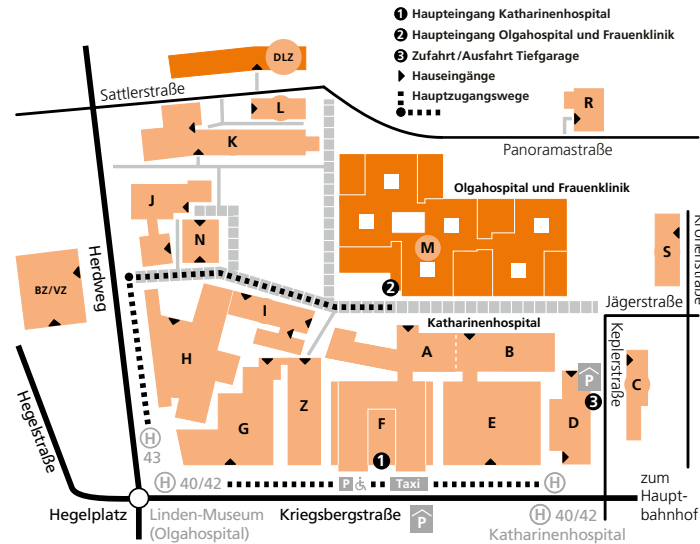 1 Haupteingang Katharinenhospital
2 Haupteingang Olgahospital und Frauenklinik
3 Zufahrt/Ausfahrt Tiefgarage
Hauseingänge
Hauptzugangswege
DLZ
Sattlerstraße
L
R
K
Panoramastraße
Olgahospital und Frauenklinik
J
Kronenstraße
Herdweg
N
M
S
BZ/VZ
2
Jägerstraße
I
Katharinenhospital
H
A
B
Keplerstraße
P
C
Hegelstraße
Z
3
G
F
E
D
H
43
1
H 40/42
P
Taxi
H
zum
Haupt-
bahnhof
Hegelplatz
Linden-Museum
(Olgahospital)
Kriegsbergstraße
P
H 40/42
Katharinenhospital